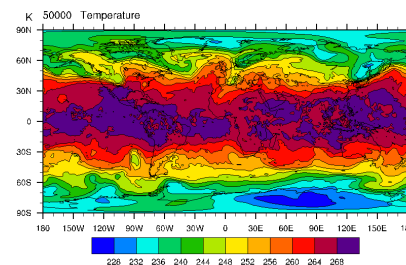 K 50000 Temperature
90N
60N
30N
0
30S
60S
90S
180 150W 120W 90W 60W 30W 0 30E 60E 90E 120E 150E 18
228 232 236 240 244 248 252 256 260 264 268